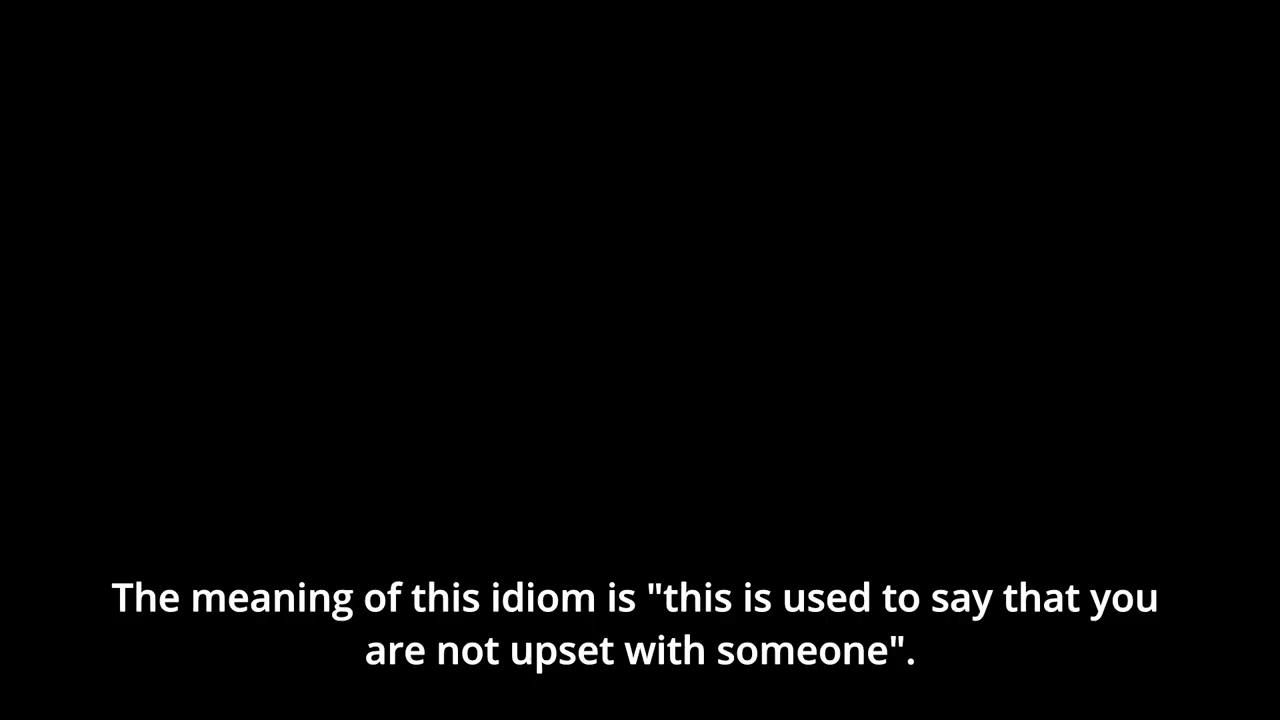 The meaning of this idiom is "this is used to say that you
are not upset with someone".